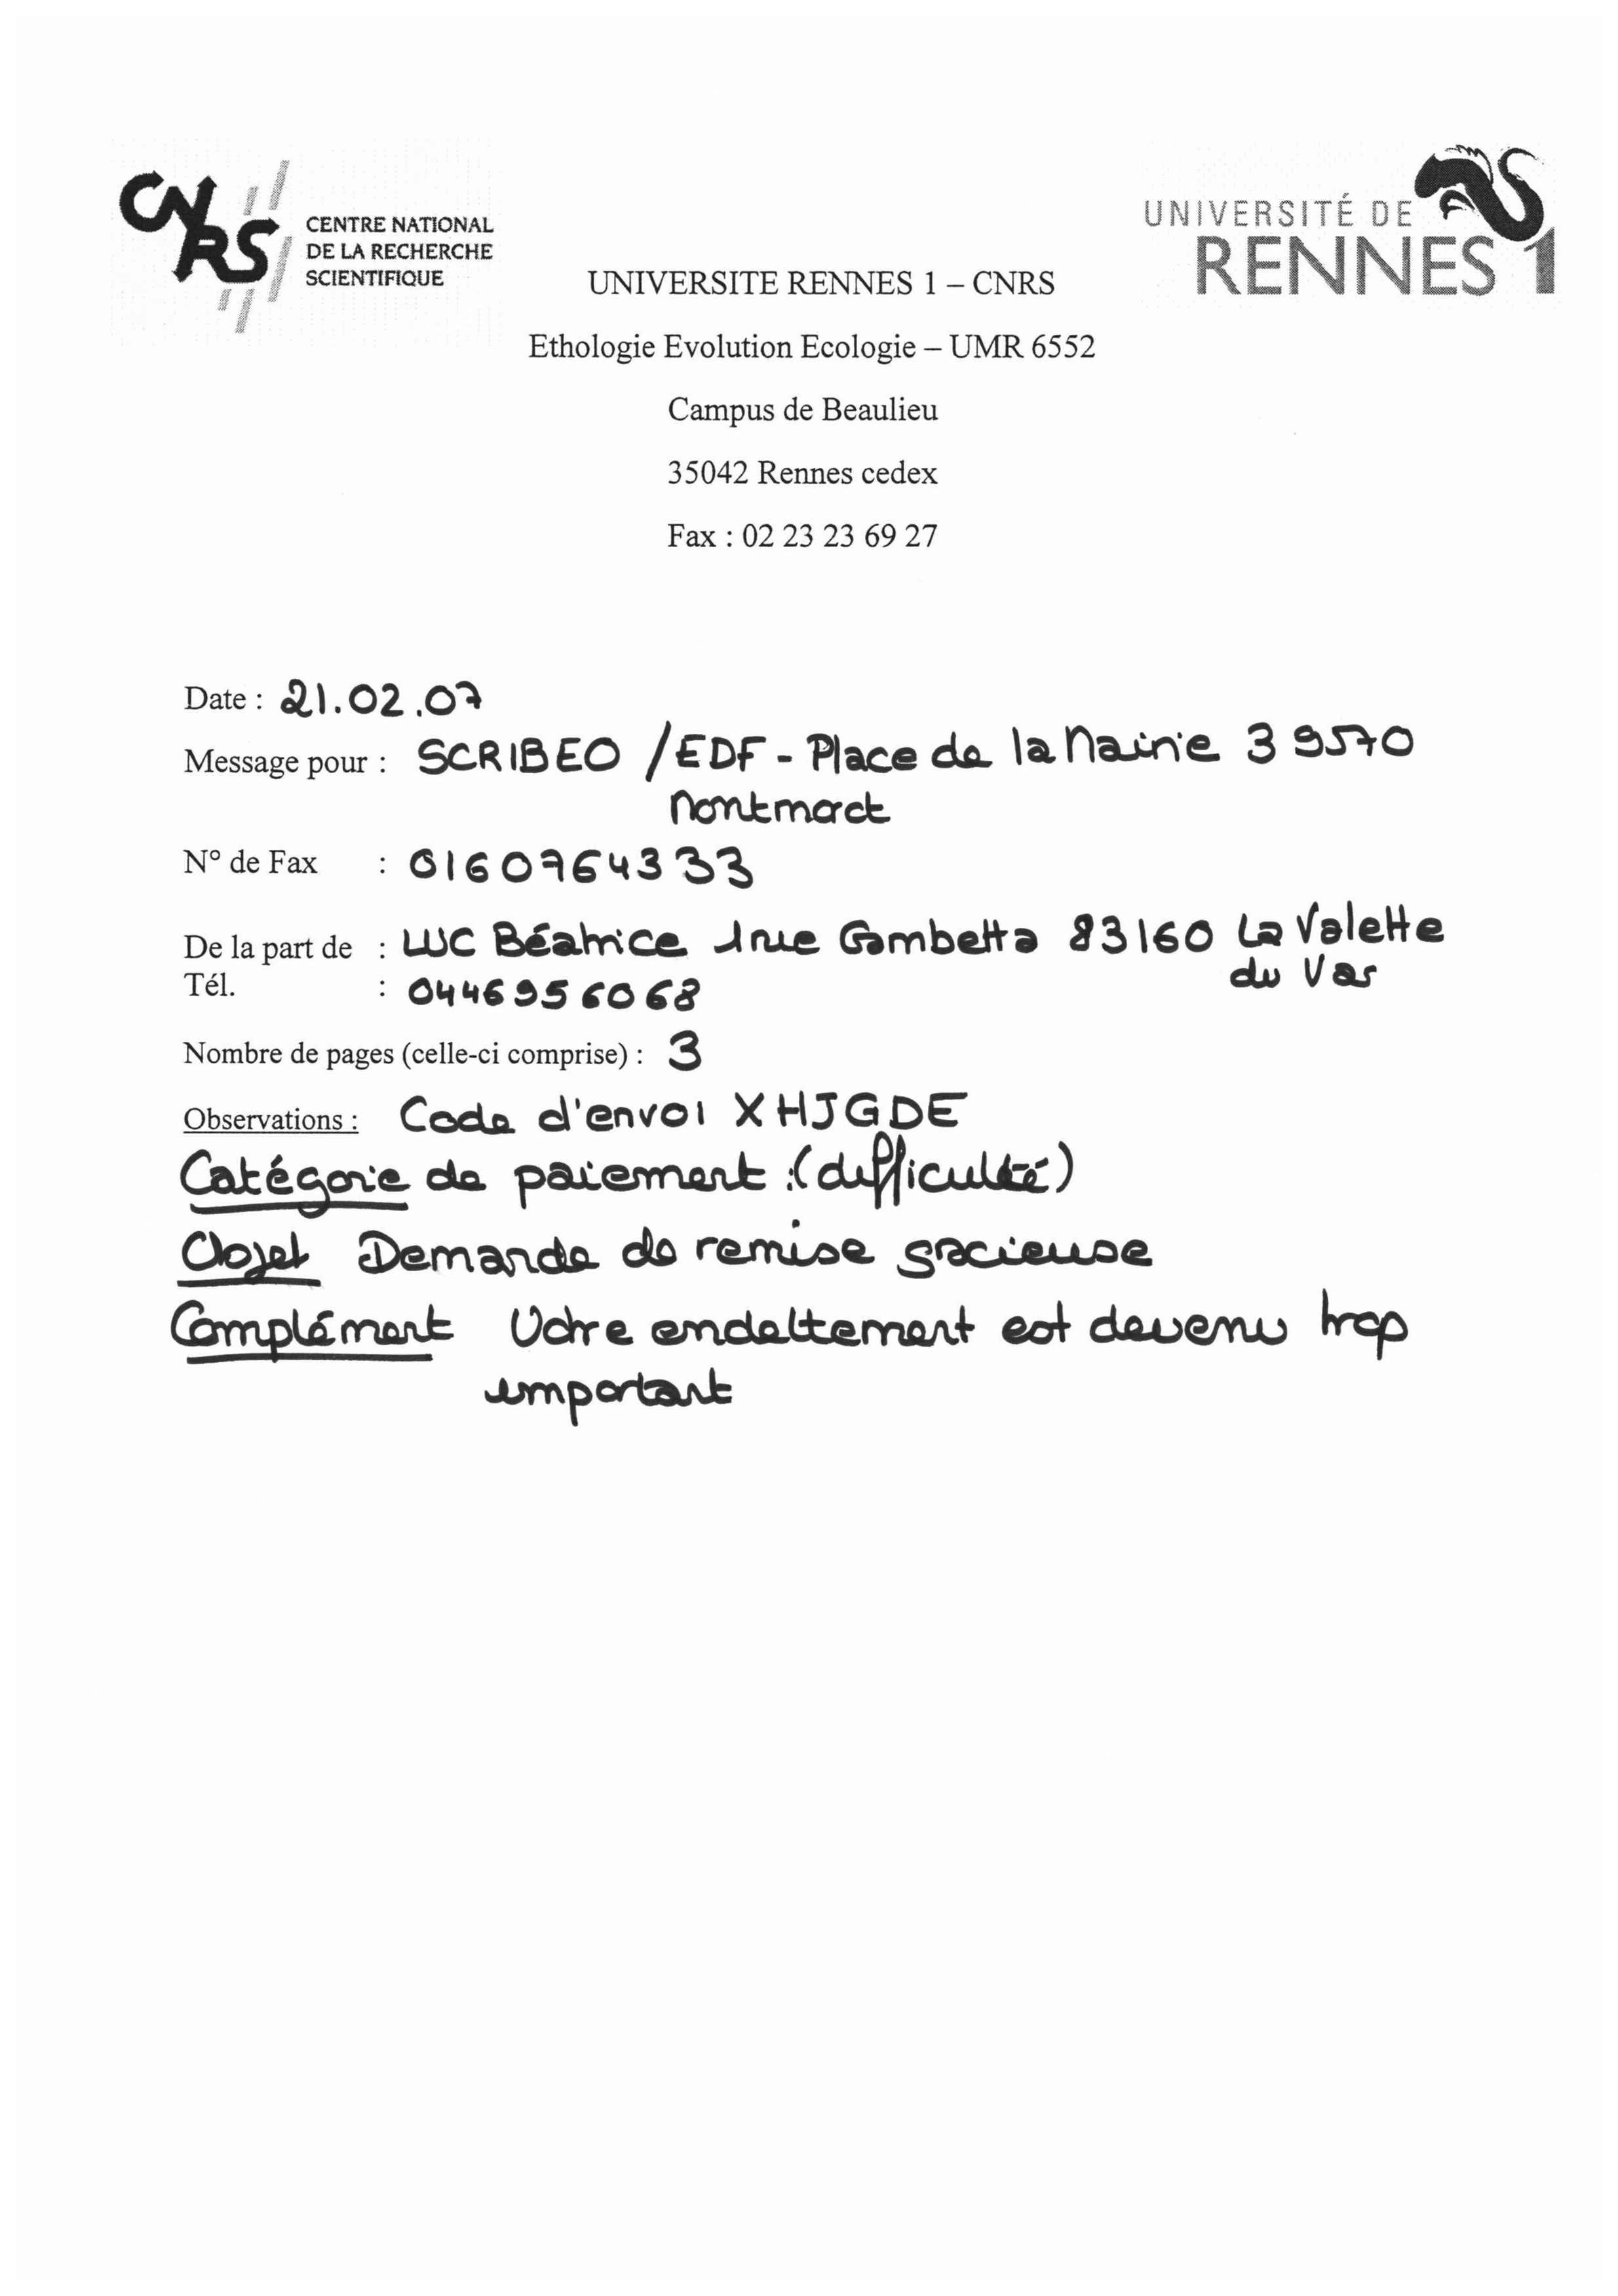 CNRS
CENTRE NATIONAL
DE LA RECHERCHE
SCIENTIFIQUE
UNIVERSITÉ DE
RENNES 1
UNIVERSITE RENNES 1 – CNRS
Ethologie Evolution Ecologie – UMR 6552
Campus de Beaulieu
35042 Rennes cedex
Fax : 02 23 23 69 27
Date : 21.02.07
Message pour : SCRIBEO / EDF - Place de la Mairie 39570
Montmorot
N° de Fax : 0160764333
De la part de : LUC Béatrice 1 rue Gambetta 83160 La Valette
du Var
Tél. : 0446956068
Nombre de pages (celle-ci comprise) : 3
Observations : Code d'envoi XHJGDE
Catégorie de paiement : (difficulté)
Objet Demande de remise gracieuse
Complément Votre endettement est devenu trop
important